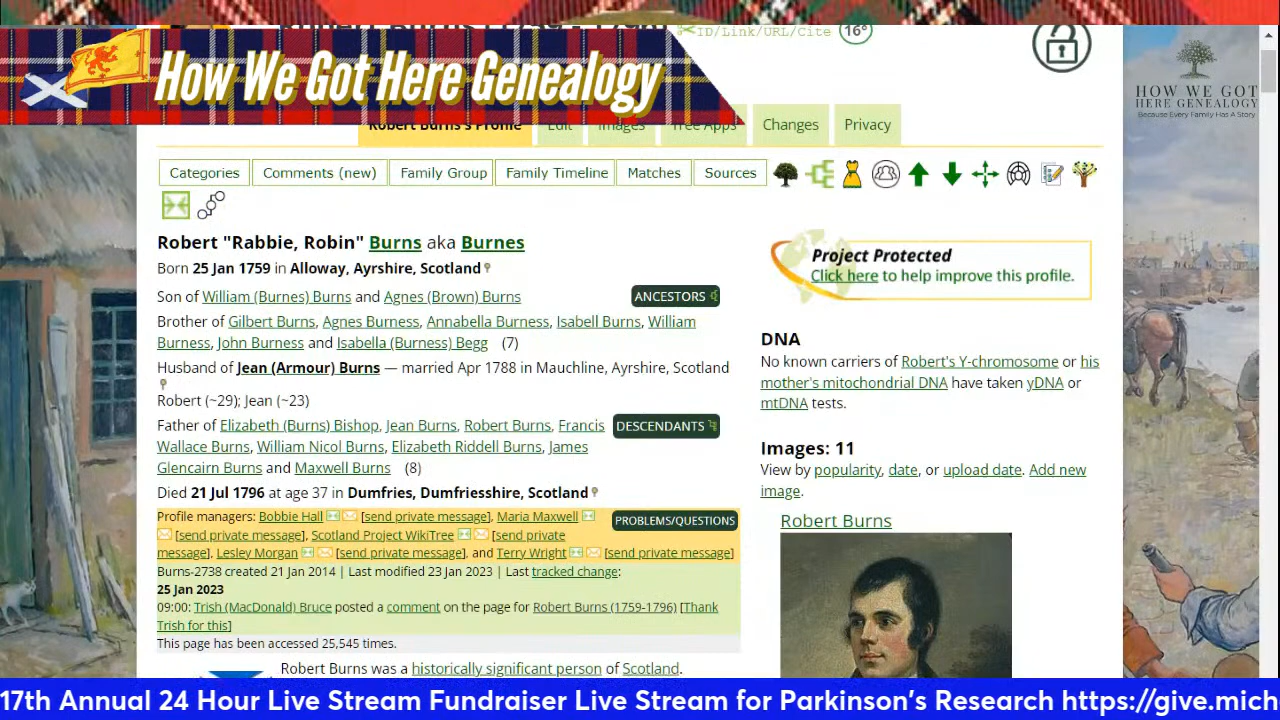 ID/Link/URL/Cite
16°
How We Got Here Genealogy
HOW WE GOT
HERE GENEALOGY
Because Every Family Has A Story
Robert Burns's Profile Edit Images Tree Apps Changes Privacy
Categories Comments (new) Family Group Family Timeline Matches Sources
Robert "Rabbie, Robin" Burns aka Burnes
Born 25 Jan 1759 in Alloway, Ayrshire, Scotland
Son of William (Burnes) Burns and Agnes (Brown) Burns
ANCESTORS
Brother of Gilbert Burns, Agnes Burness, Annabella Burness, Isabell Burns, William
Burness, John Burness and Isabella (Burness) Begg (7)
Husband of Jean (Armour) Burns — married Apr 1788 in Mauchline, Ayrshire, Scotland
Robert (~29); Jean (~23)
Father of Elizabeth (Burns) Bishop, Jean Burns, Robert Burns, Francis
DESCENDANTS
Wallace Burns, William Nicol Burns, Elizabeth Riddell Burns, James
Glencairn Burns and Maxwell Burns (8)
Died 21 Jul 1796 at age 37 in Dumfries, Dumfriesshire, Scotland
Profile managers: Bobbie Hall [send private message], Maria Maxwell
PROBLEMS/QUESTIONS
[send private message], Scotland Project WikiTree [send private
message], Lesley Morgan [send private message], and Terry Wright [send private message]
Burns-2738 created 21 Jan 2014 | Last modified 23 Jan 2023 | Last tracked change:
25 Jan 2023
09:00: Trish (MacDonald) Bruce posted a comment on the page for Robert Burns (1759-1796) [Thank
Trish for this]
This page has been accessed 25,545 times.
Robert Burns was a historically significant person of Scotland.
Project Protected
Click here to help improve this profile.
DNA
No known carriers of Robert's Y-chromosome or his
mother's mitochondrial DNA have taken yDNA or
mtDNA tests.
Images: 11
View by popularity, date, or upload date. Add new
image.
Robert Burns
17th Annual 24 Hour Live Stream Fundraiser Live Stream for Parkinson's Research https://give.mich